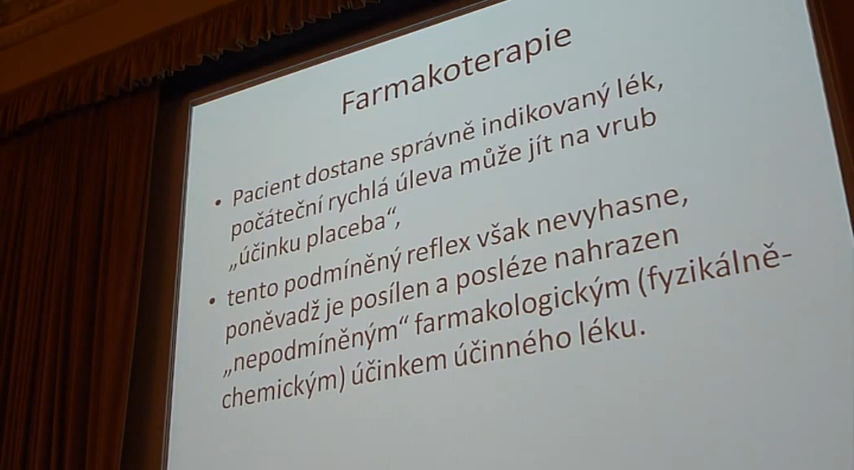 Farmakoterapie
• Pacient dostane správně indikovaný lék,
počáteční rychlá úleva může jít na vrub
„účinku placeba“,
• tento podmíněný reflex však nevyhasne,
poněvadž je posílen a posléze nahrazen
„nepodmíněným“ farmakologickým (fyzikálně-
chemickým) účinkem účinného léku.